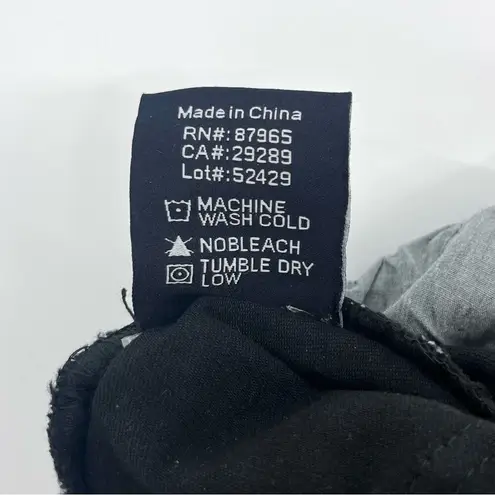 Made in China
RN#: 87965
CA#: 29289
Lot#: 52429
MACHINE
WASH COLD
NOBLEACH
TUMBLE DRY
LOW